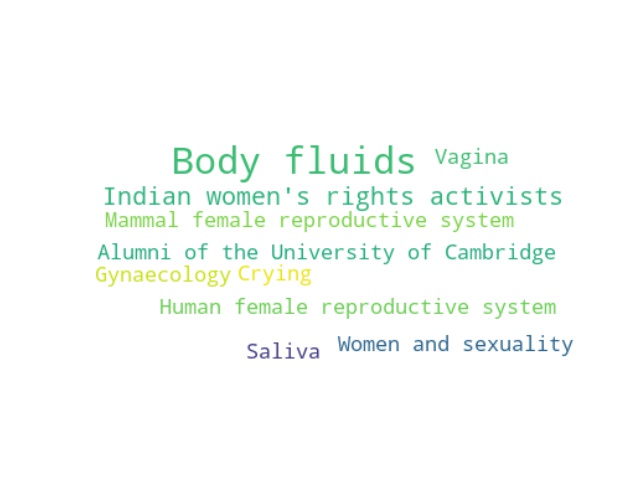 Body fluids Vagina
Indian women's rights activists
Mammal female reproductive system
Alumni of the University of Cambridge
Gynaecology Crying
Human female reproductive system
Saliva Women and sexuality